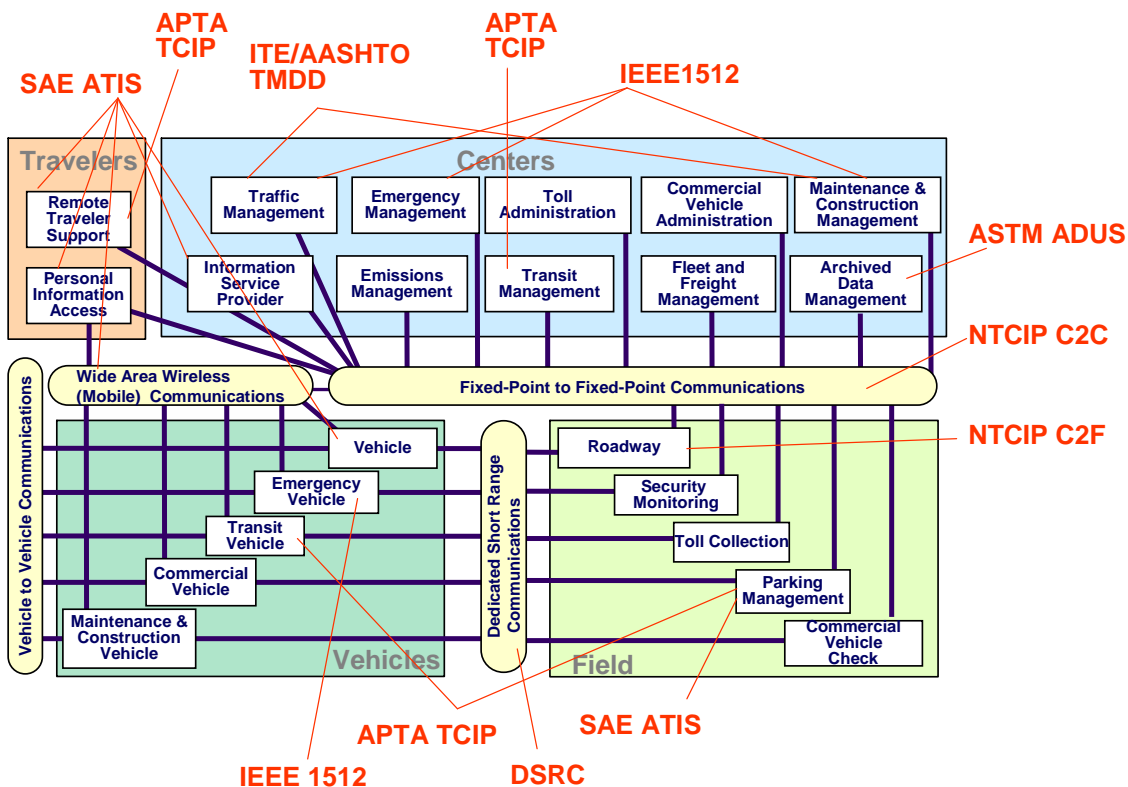 APTA
TCIP
APTA
TCIP
ITE/AASHTO
TMDD
IEEE1512
SAE ATIS
Travelers
Centers
Remote
Traveler
Support
Traffic
Management
Emergency
Management
Toll
Administration
Commercial
Vehicle
Administration
Maintenance &
Construction
Management
ASTM ADUS
Personal
Information
Access
Information
Service
Provider
Emissions
Management
Transit
Management
Fleet and
Freight
Management
Archived
Data
Management
NTCIP C2C
Wide Area Wireless
(Mobile) Communications
Fixed-Point to Fixed-Point Communications
Vehicle to Vehicle Communications
Vehicle
Dedicated Short Range
Communications
Roadway
NTCIP C2F
Emergency
Vehicle
Security
Monitoring
Transit
Vehicle
Toll Collection
Commercial
Vehicle
Parking
Management
Maintenance &
Construction
Vehicle
Commercial
Vehicle
Check
Vehicles
Field
APTA TCIP
SAE ATIS
IEEE 1512
DSRC